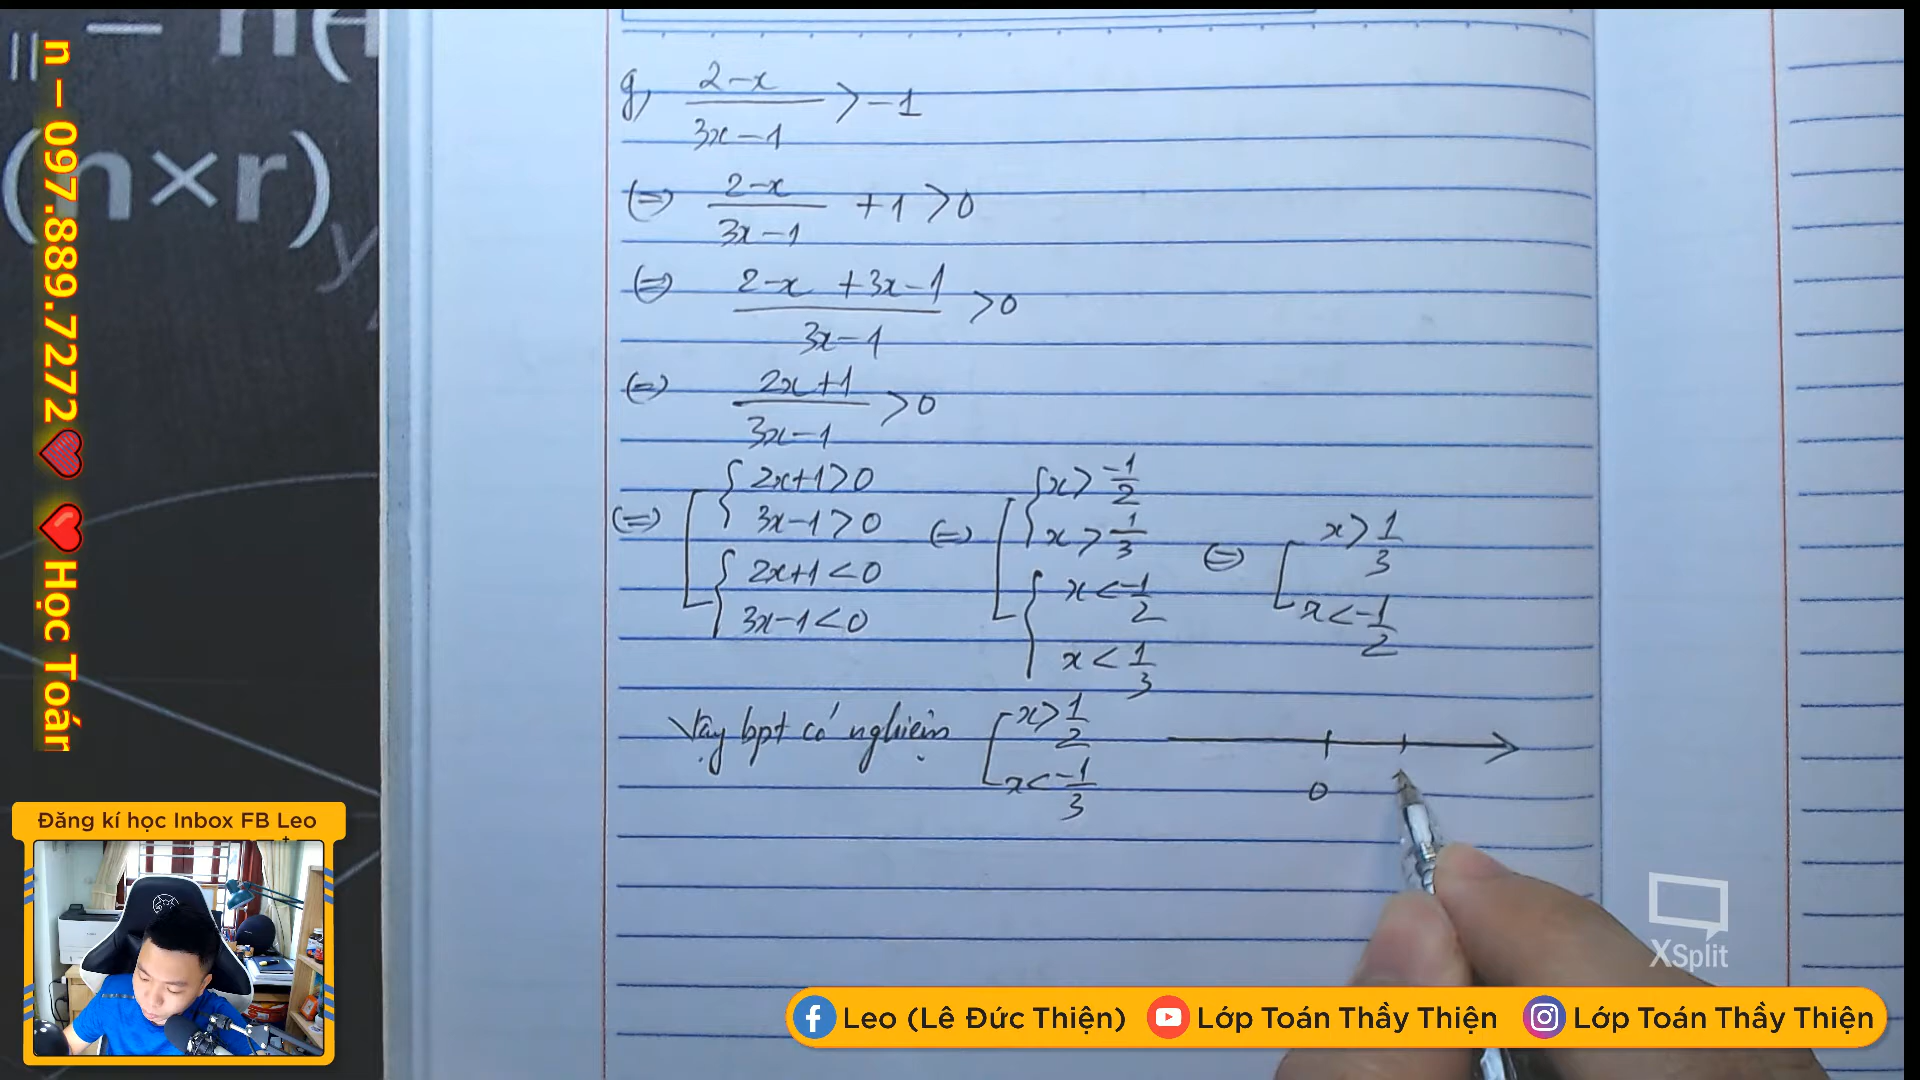 = n(
(n×r)
y
n – 097.889.7272 ❤ ❤ Học Toán
g, (2-x)/(3x-1) > -1
(=) (2-x)/(3x-1) +1 >0
(=) (2-x +3x-1)/(3x-1) >0
(=) (2x+1)/(3x-1) >0
(=) [ { 2x+1>0 ; 3x-1>0 ; { 2x+1<0 ; 3x-1<0 (=) [ { x> -1/2 ; x> 1/3 ; { x< -1/2 ; x< 1/3 (=) [ x> 1/3 ; x< -1/2
Vậy bpt có nghiệm [ x> 1/2 ; x< -1/3
0
Đăng kí học Inbox FB Leo
XSplit
Leo (Lê Đức Thiện) Lớp Toán Thầy Thiện Lớp Toán Thầy Thiện